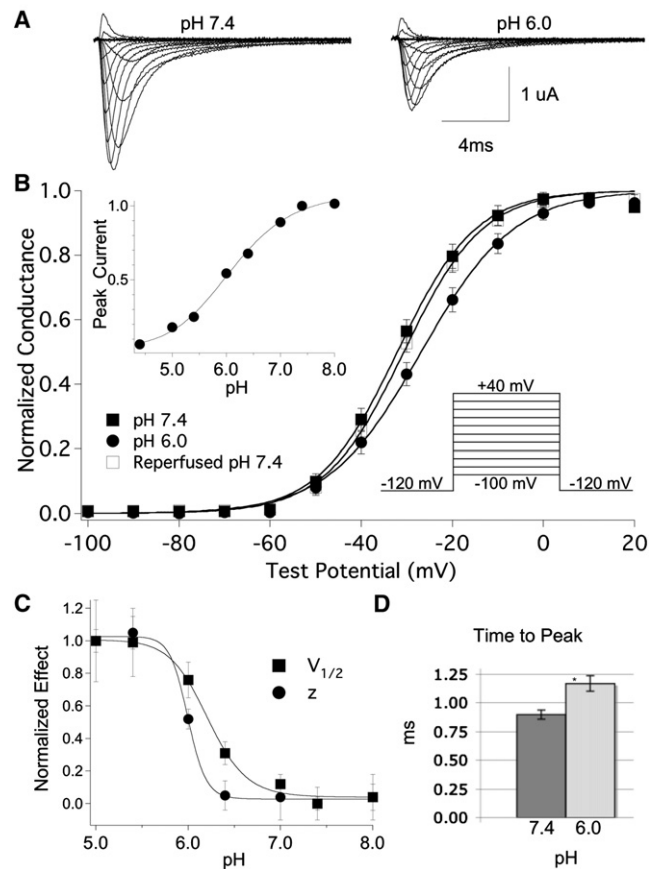 A
pH 7.4
pH 6.0
1 uA
4ms
B
Normalized Conductance
1.0
0.8
0.6
0.4
0.2
0.0
-100
-80
-60
-40
-20
0
20
Test Potential (mV)
Peak Current
1.0
0.5
5.0
6.0
7.0
8.0
pH
pH 7.4
pH 6.0
Reperfused pH 7.4
+40 mV
-120 mV
-100 mV
-120 mV
C
Normalized Effect
1.2
1.0
0.8
0.6
0.4
0.2
0.0
5.0
6.0
7.0
8.0
pH
V1/2
z
D
Time to Peak
ms
1.25
1.00
0.75
0.50
0.25
0.00
*
7.4
6.0
pH